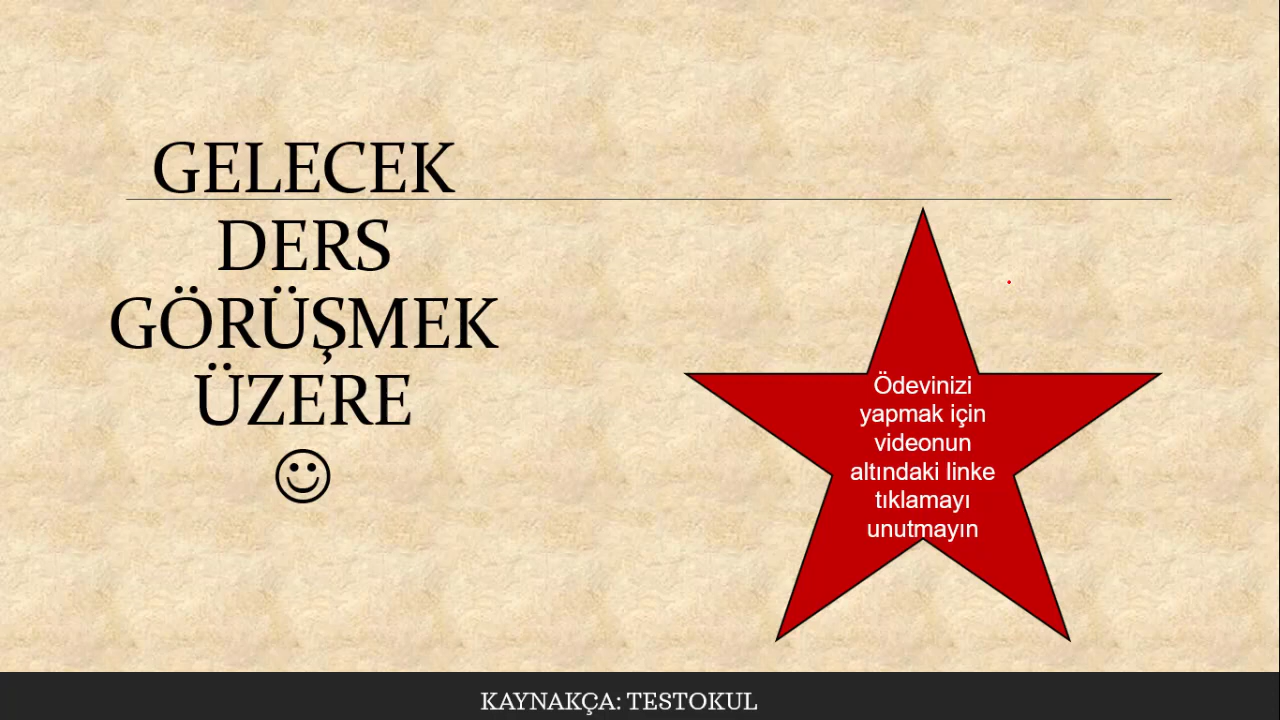 GELECEK
DERS
GÖRÜŞMEK
ÜZERE
☺
Ödevinizi
yapmak için
videonun
altındaki linke
tıklamayı
unutmayın
KAYNAKÇA: TESTOKUL